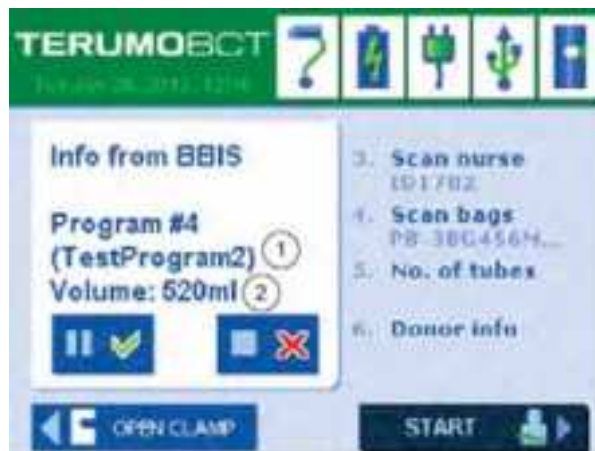 TERUMOBCT
Info from BBIS
Program #4
(TestProgram2) 1
Volume: 520ml 2
3. Scan nurse
ID1702
4. Scan bags
5. No. of tubes
6. Donor info
OPEN CLAMP
START